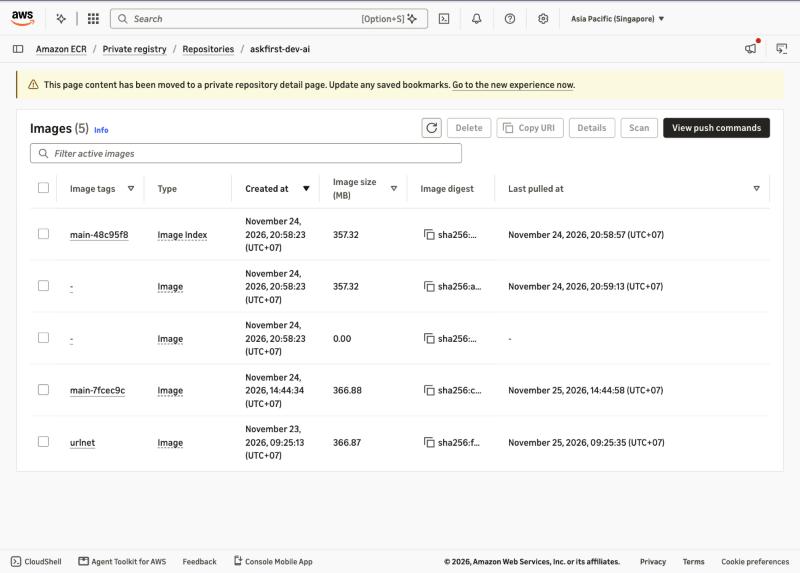 aws
Search [Option+S]
Asia Pacific (Singapore) ▼
Amazon ECR / Private registry / Repositories / askfirst-dev-ai
This page content has been moved to a private repository detail page. Update any saved bookmarks. Go to the new experience now.
Images (5) Info
Delete Copy URI Details Scan View push commands
Filter active images
Image tags Type Created at Image size (MB) Image digest Last pulled at
main-48c95f8 Image Index November 24, 2026, 20:58:23 (UTC+07) 357.32 sha256:... November 24, 2026, 20:58:57 (UTC+07)
- Image November 24, 2026, 20:58:23 (UTC+07) 357.32 sha256:a... November 24, 2026, 20:59:13 (UTC+07)
- Image November 24, 2026, 20:58:23 (UTC+07) 0.00 sha256:... -
main-7fcec9c Image November 24, 2026, 14:44:34 (UTC+07) 366.88 sha256:c... November 25, 2026, 14:44:58 (UTC+07)
urlnet Image November 23, 2026, 09:25:13 (UTC+07) 366.87 sha256:f... November 25, 2026, 09:25:35 (UTC+07)
CloudShell Agent Toolkit for AWS Feedback Console Mobile App © 2026, Amazon Web Services, Inc. or its affiliates. Privacy Terms Cookie preferences